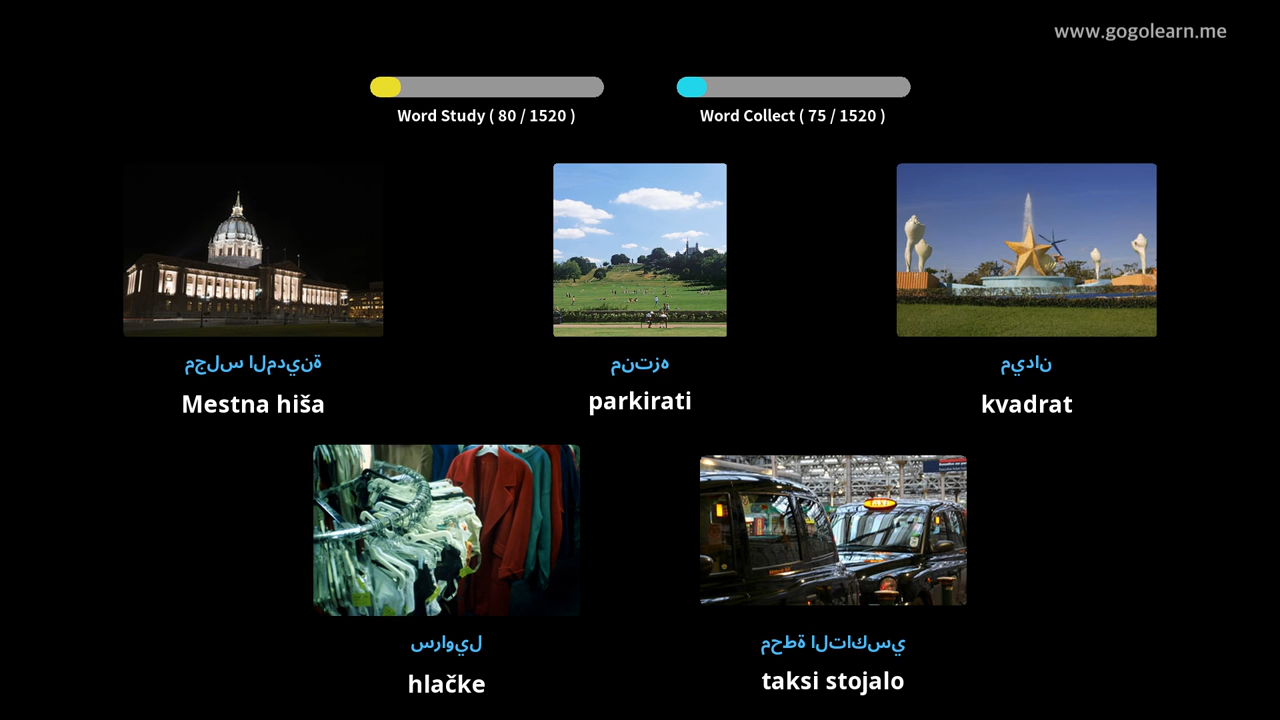 www.gogolearn.me
Word Study ( 80 / 1520 )
Word Collect ( 75 / 1520 )
مجلس المدينة
Mestna hiša
منتزه
parkirati
ميدان
kvadrat
سراويل
hlačke
TAXI
محطة التاكسي
taksi stojalo